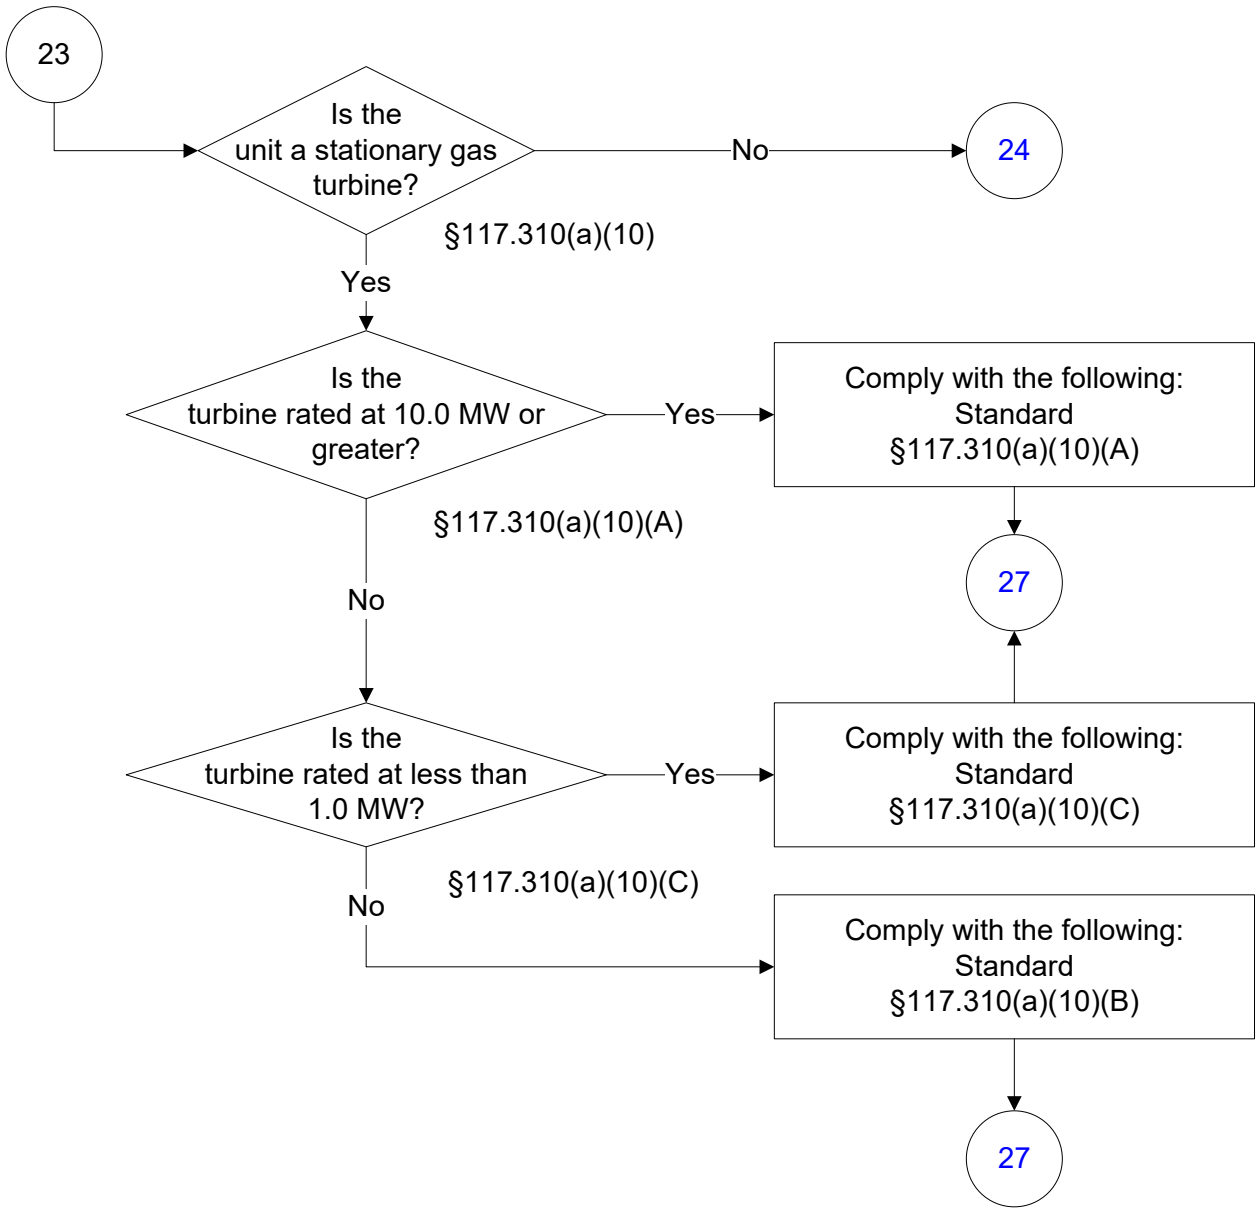 23
Is the
unit a stationary gas
turbine?
No
24
§117.310(a)(10)
Yes
Is the
turbine rated at 10.0 MW or
greater?
Yes
Comply with the following:
Standard
§117.310(a)(10)(A)
§117.310(a)(10)(A)
27
No
Is the
turbine rated at less than
1.0 MW?
Yes
Comply with the following:
Standard
§117.310(a)(10)(C)
§117.310(a)(10)(C)
No
Comply with the following:
Standard
§117.310(a)(10)(B)
27